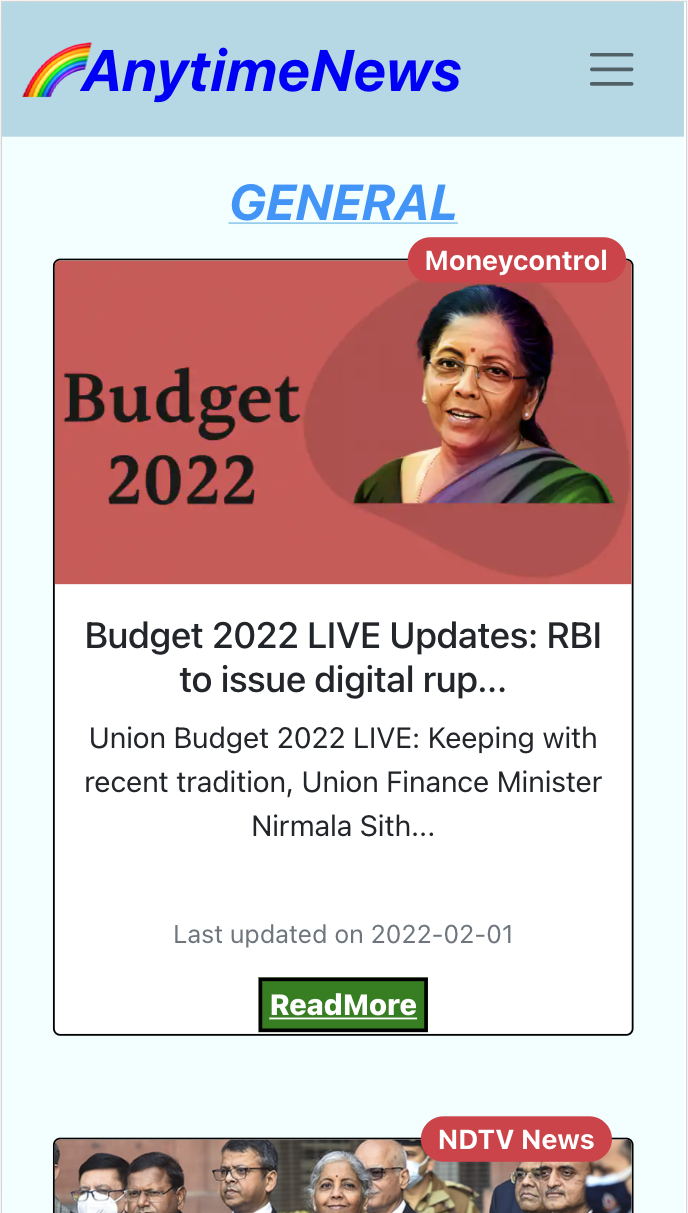 AnytimeNews
GENERAL
Moneycontrol
Budget
2022
Budget 2022 LIVE Updates: RBI
to issue digital rup...
Union Budget 2022 LIVE: Keeping with
recent tradition, Union Finance Minister
Nirmala Sith...
Last updated on 2022-02-01
ReadMore
NDTV News